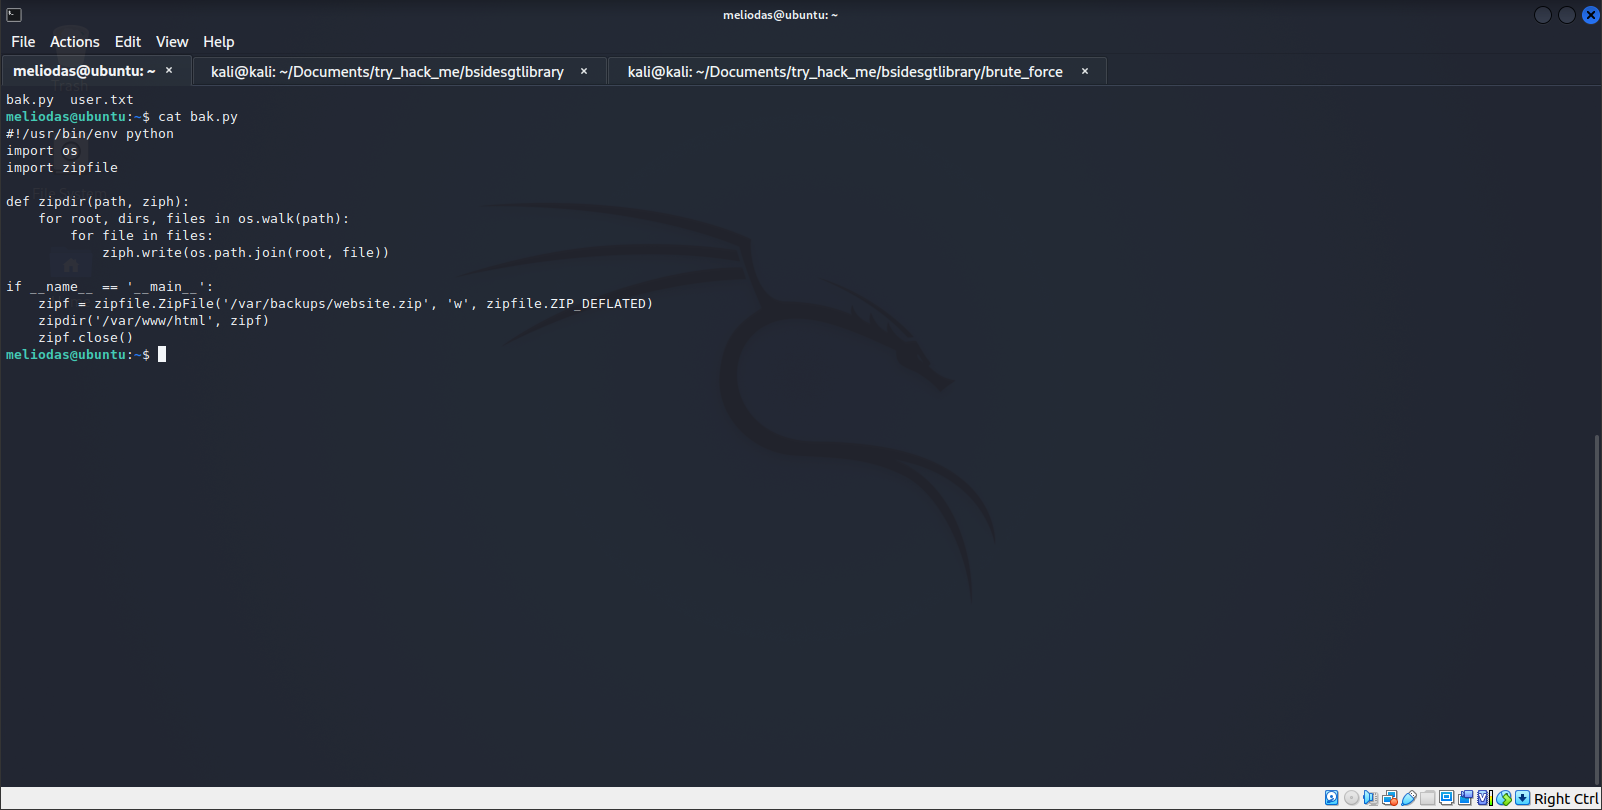 meliodas@ubuntu: ~
File Actions Edit View Help
meliodas@ubuntu: ~ × kali@kali: ~/Documents/try_hack_me/bsidesgtlibrary × kali@kali: ~/Documents/try_hack_me/bsidesgtlibrary/brute_force ×
bak.py  user.txt
meliodas@ubuntu:~$ cat bak.py
#!/usr/bin/env python
import os
import zipfile

def zipdir(path, ziph):
    for root, dirs, files in os.walk(path):
        for file in files:
            ziph.write(os.path.join(root, file))

if __name__ == '__main__':
    zipf = zipfile.ZipFile('/var/backups/website.zip', 'w', zipfile.ZIP_DEFLATED)
    zipdir('/var/www/html', zipf)
    zipf.close()
meliodas@ubuntu:~$
Right Ctrl